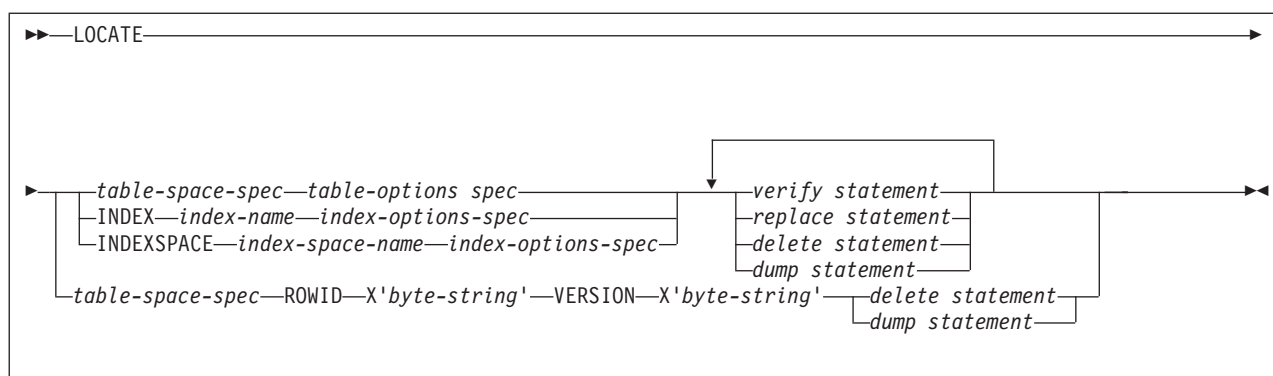 LOCATE
table-space-spec table-options spec verify statement
INDEX index-name index-options-spec replace statement
INDEXSPACE index-space-name index-options-spec delete statement
dump statement
table-space-spec ROWID X'byte-string' VERSION X'byte-string' delete statement
dump statement